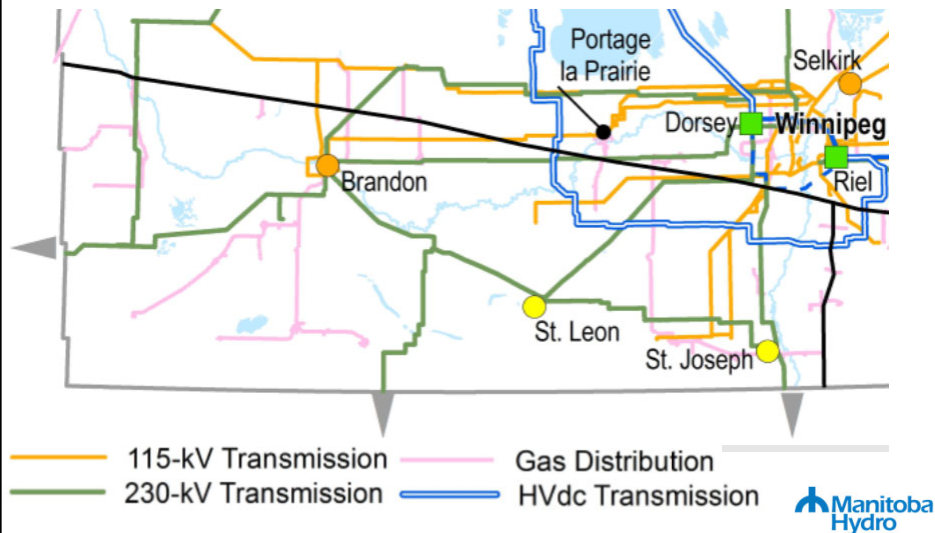 Portage
la Prairie
Selkirk
Dorsey
Winnipeg
Riel
Brandon
St. Leon
St. Joseph
115-kV Transmission
Gas Distribution
230-kV Transmission
HVdc Transmission
Manitoba
Hydro